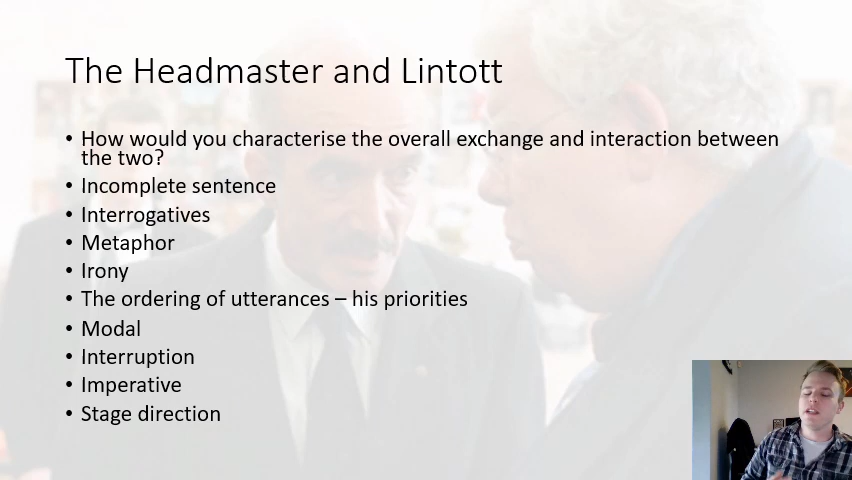 The Headmaster and Lintott
• How would you characterise the overall exchange and interaction between
the two?
• Incomplete sentence
• Interrogatives
• Metaphor
• Irony
• The ordering of utterances – his priorities
• Modal
• Interruption
• Imperative
• Stage direction